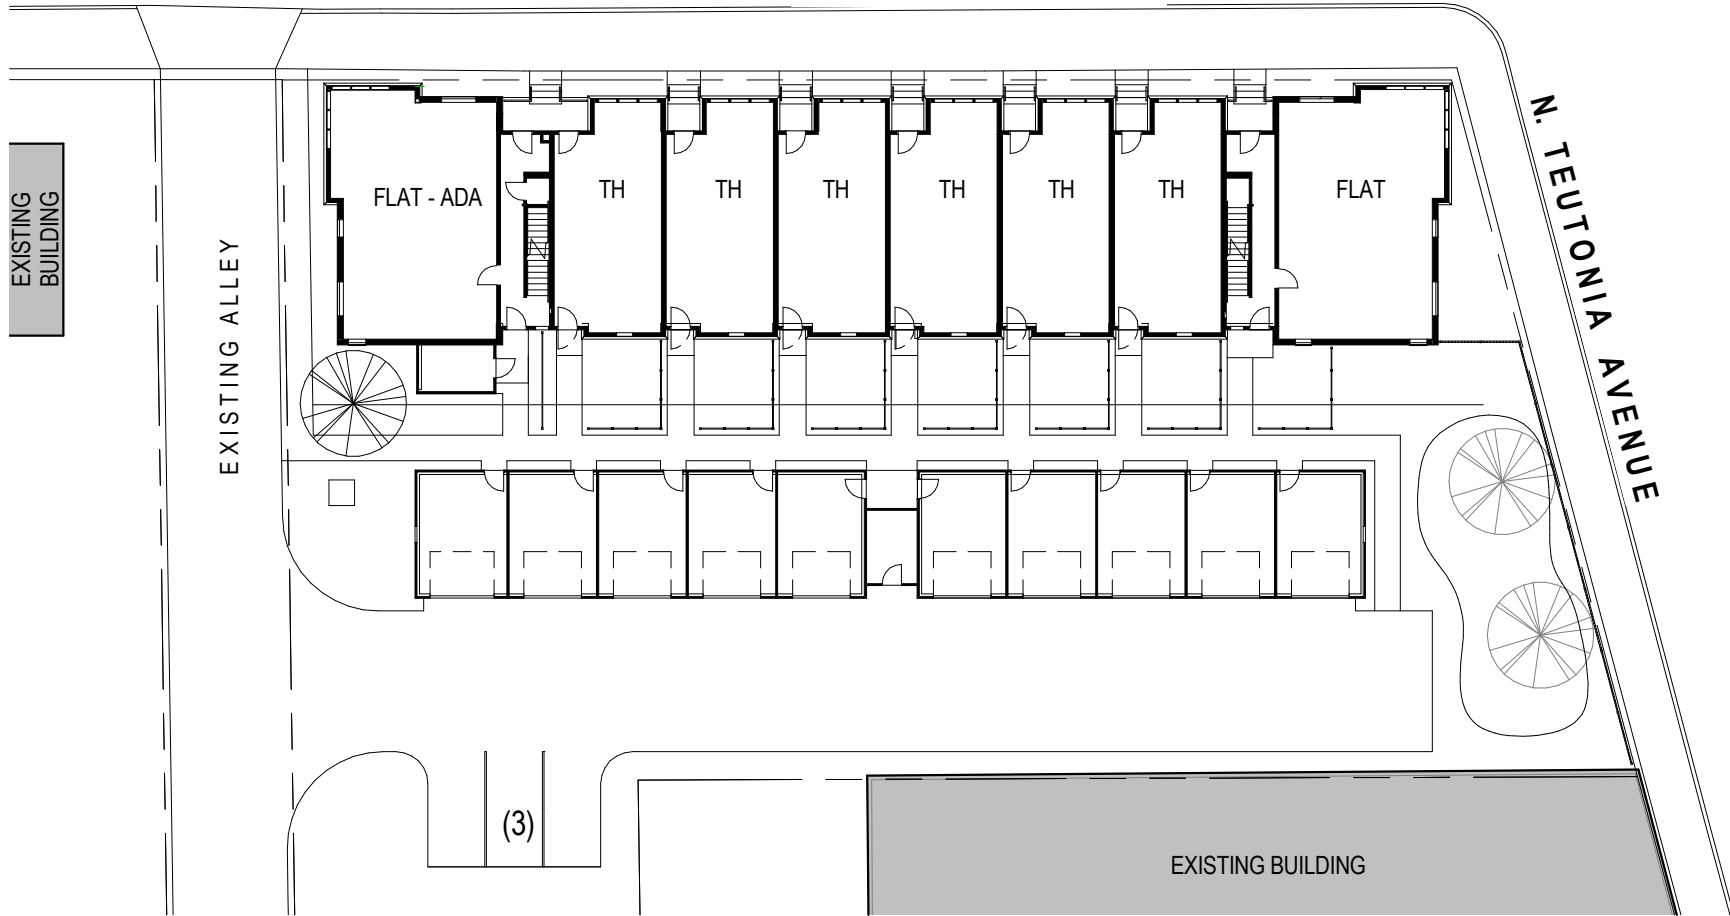 N. TEUTONIA AVENUE
EXISTING
BUILDING
EXISTING ALLEY
FLAT - ADA
TH
TH
TH
TH
TH
TH
FLAT
(3)
EXISTING BUILDING